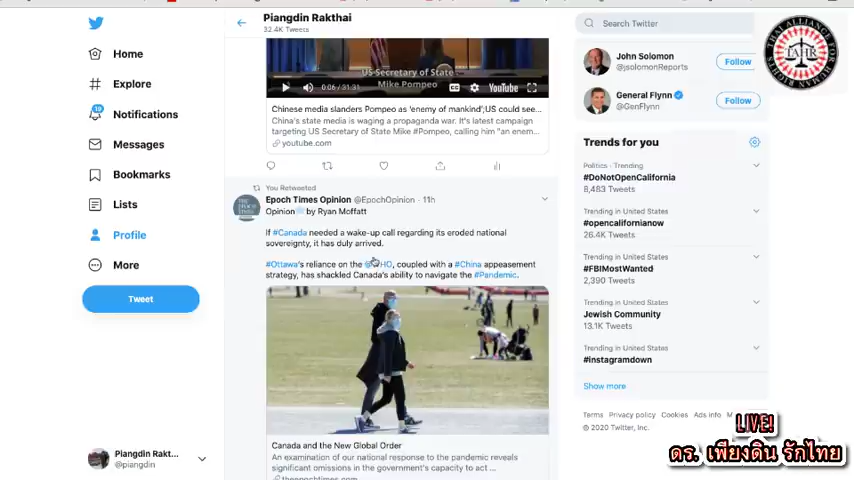 Piangdin Rakthai
32.4K Tweets
Home
Explore
19
Notifications
Messages
Bookmarks
Lists
Profile
More
Tweet
Piangdin Rakt...
@piangdin
US Secretary of State
Mike Pompeo
0:06 / 31:31
CC
YouTube
Chinese media slanders Pompeo as 'enemy of mankind';US could see...
China's state media is waging a propaganda war. It's latest campaign
targeting US Secretary of State Mike #Pompeo, calling him "an enem...
youtube.com
You Retweeted
Epoch Times Opinion @EpochOpinion · 11h
Opinion by Ryan Moffatt
If #Canada needed a wake-up call regarding its eroded national
sovereignty, it has duly arrived.
#Ottawa's reliance on the @WHO, coupled with a #China appeasement
strategy, has shackled Canada's ability to navigate the #Pandemic.
Canada and the New Global Order
An examination of our national response to the pandemic reveals
significant omissions in the government's capacity to act ...
theepochtimes.com
Search Twitter
John Solomon
@jsolomonReports
Follow
General Flynn
@GenFlynn
Follow
Trends for you
Politics · Trending
#DoNotOpenCalifornia
8,483 Tweets
Trending in United States
#opencalifornianow
26.4K Tweets
Trending in United States
#FBIMostWanted
2,390 Tweets
Trending in United States
Jewish Community
13.1K Tweets
Trending in United States
#instagramdown
Show more
Terms Privacy policy Cookies Ads info
© 2020 Twitter, Inc.
THAI ALLIANCE FOR HUMAN RIGHTS
TAHR
LIVE!
ดร. เพียงดิน รักไทย